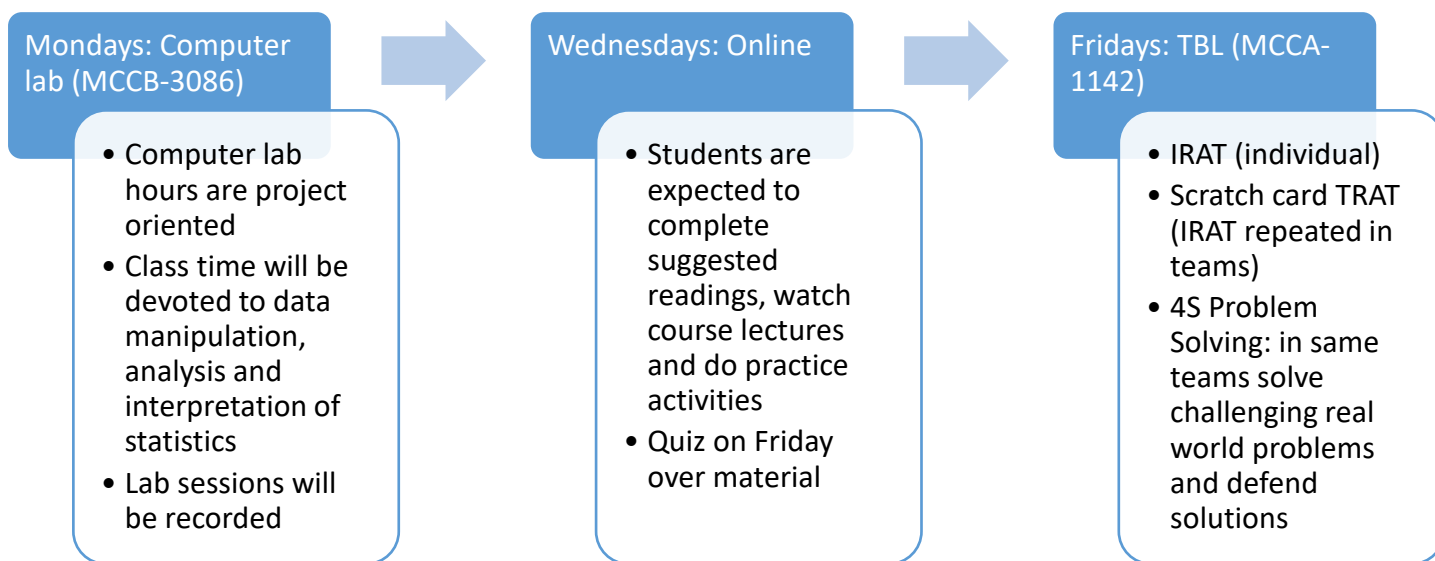 Mondays: Computer
lab (MCCB-3086)
• Computer lab
hours are project
oriented
• Class time will be
devoted to data
manipulation,
analysis and
interpretation of
statistics
• Lab sessions will
be recorded
Wednesdays: Online
• Students are
expected to
complete
suggested
readings, watch
course lectures
and do practice
activities
• Quiz on Friday
over material
Fridays: TBL (MCCA-
1142)
• IRAT (individual)
• Scratch card TRAT
(IRAT repeated in
teams)
• 4S Problem
Solving: in same
teams solve
challenging real
world problems
and defend
solutions